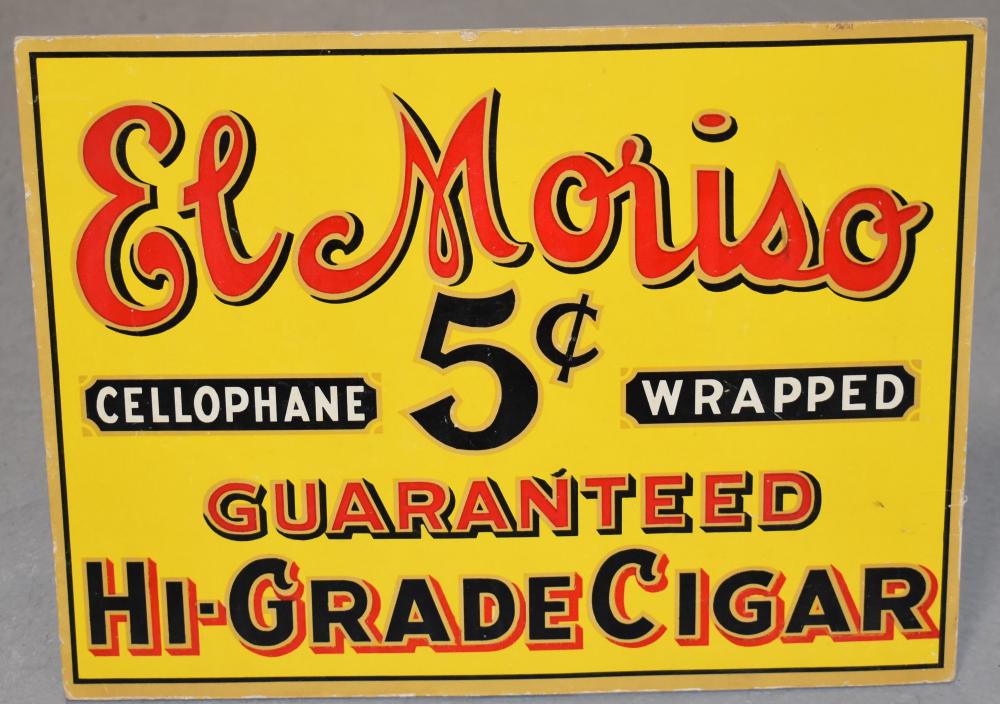 El Moriso
5¢
CELLOPHANE WRAPPED
GUARANTEED
HI-GRADE CIGAR